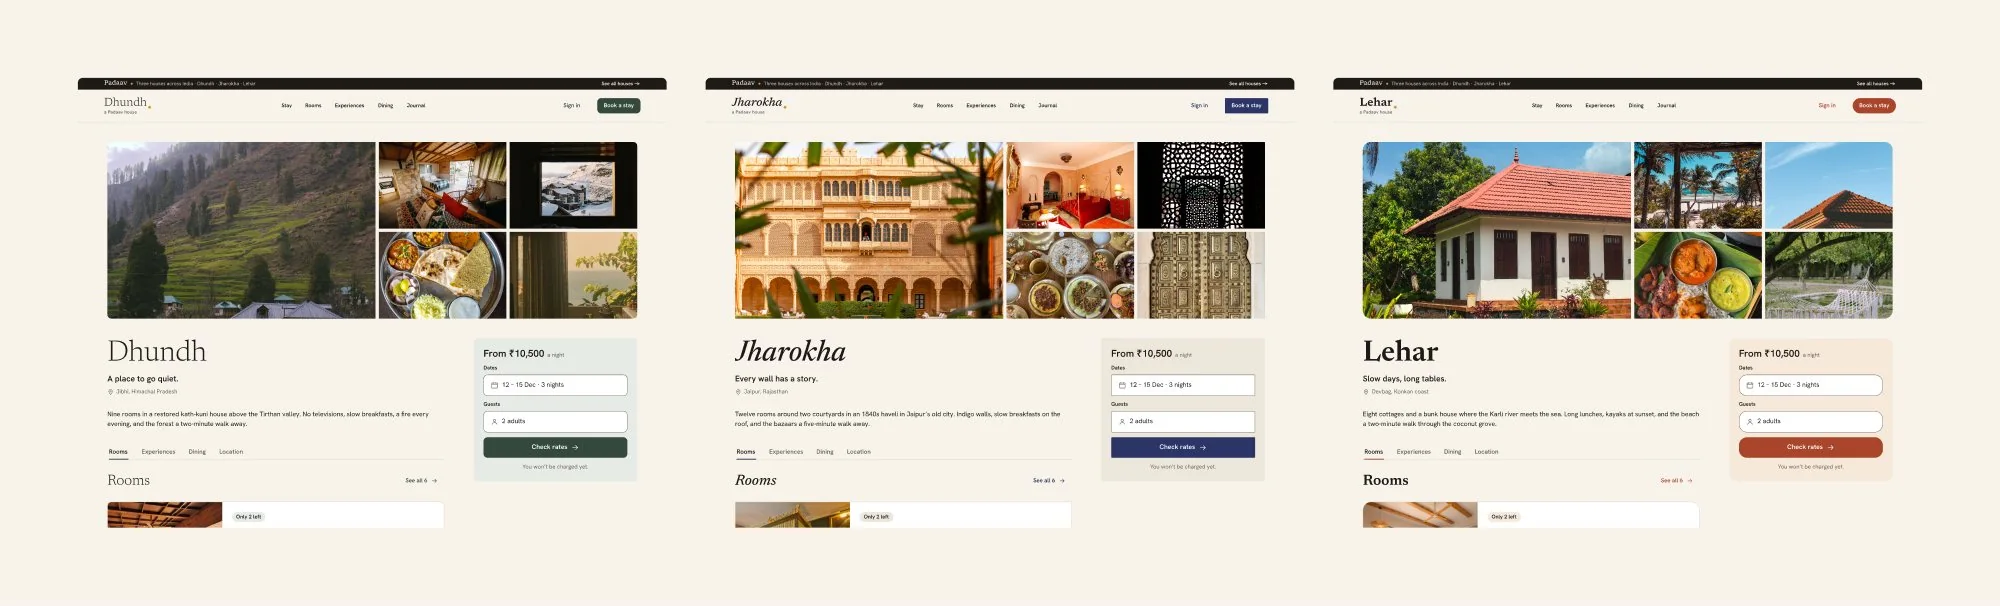 Padaav • Three houses across India · Dhundh · Jharokha · Lehar See all houses →
Dhundh.
a Padaav house
Stay Rooms Experiences Dining Journal Sign in Book a stay
Dhundh
A place to go quiet.
Jibhi, Himachal Pradesh
Nine rooms in a restored kath-kuni house above the Tirthan valley. No televisions, slow breakfasts, a fire every
evening, and the forest a two-minute walk away.
Rooms Experiences Dining Location
Rooms See all 6 →
Only 2 left
From ₹10,500 a night
Dates
12 – 15 Dec · 3 nights
Guests
2 adults
Check rates →
You won't be charged yet.
Padaav • Three houses across India · Dhundh · Jharokha · Lehar See all houses →
Jharokha.
a Padaav house
Stay Rooms Experiences Dining Journal Sign in Book a stay
Jharokha
Every wall has a story.
Jaipur, Rajasthan
Twelve rooms around two courtyards in an 1840s haveli in Jaipur's old city. Indigo walls, slow breakfasts on the
roof, and the bazaars a five-minute walk away.
Rooms Experiences Dining Location
Rooms See all 6 →
Only 2 left
From ₹10,500 a night
Dates
12 – 15 Dec · 3 nights
Guests
2 adults
Check rates →
You won't be charged yet.
Padaav • Three houses across India · Dhundh · Jharokha · Lehar See all houses →
Lehar.
a Padaav house
Stay Rooms Experiences Dining Journal Sign in Book a stay
Lehar
Slow days, long tables.
Devbag, Konkan coast
Eight cottages and a bunk house where the Karli river meets the sea. Long lunches, kayaks at sunset, and the beach
a two-minute walk through the coconut grove.
Rooms Experiences Dining Location
Rooms See all 6 →
Only 2 left
From ₹10,500 a night
Dates
12 – 15 Dec · 3 nights
Guests
2 adults
Check rates →
You won't be charged yet.